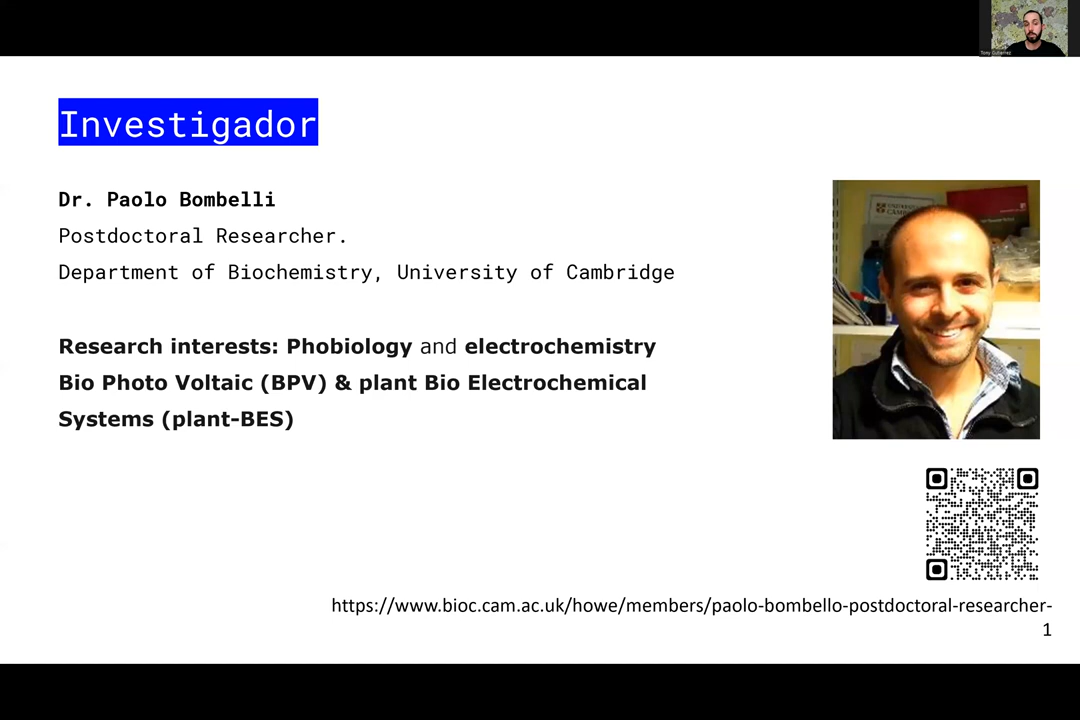 Tony Gutierrez
Investigador
Dr. Paolo Bombelli
Postdoctoral Researcher.
Department of Biochemistry, University of Cambridge
Research interests: Phobiology and electrochemistry
Bio Photo Voltaic (BPV) & plant Bio Electrochemical
Systems (plant-BES)
https://www.bioc.cam.ac.uk/howe/members/paolo-bombello-postdoctoral-researcher-
1